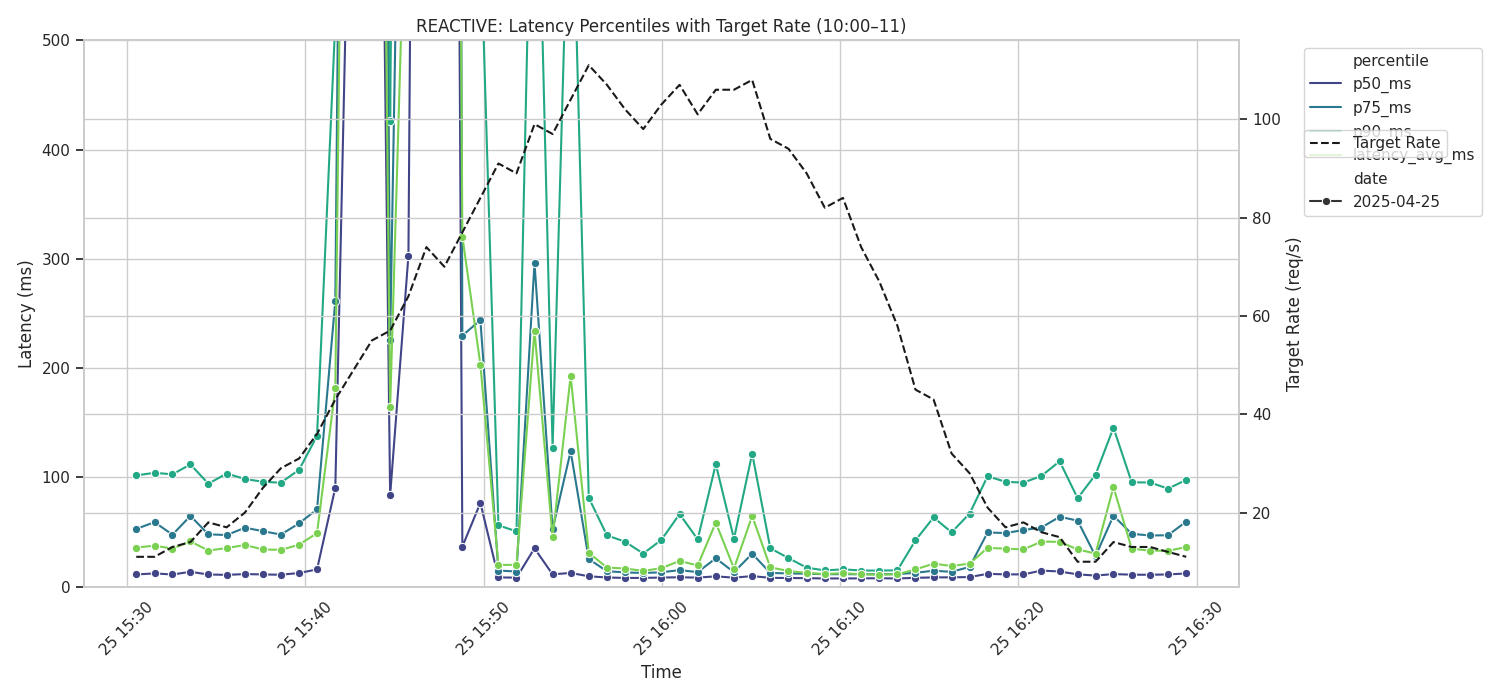 REACTIVE: Latency Percentiles with Target Rate (10:00–11)
500
400
300
200
100
0
Latency (ms)
100
80
60
40
20
Target Rate (req/s)
25 15:30
25 15:40
25 15:50
25 16:00
25 16:10
25 16:20
25 16:30
Time
percentile
p50_ms
p75_ms
p90_ms
Target Rate
latency_avg_ms
date
2025-04-25